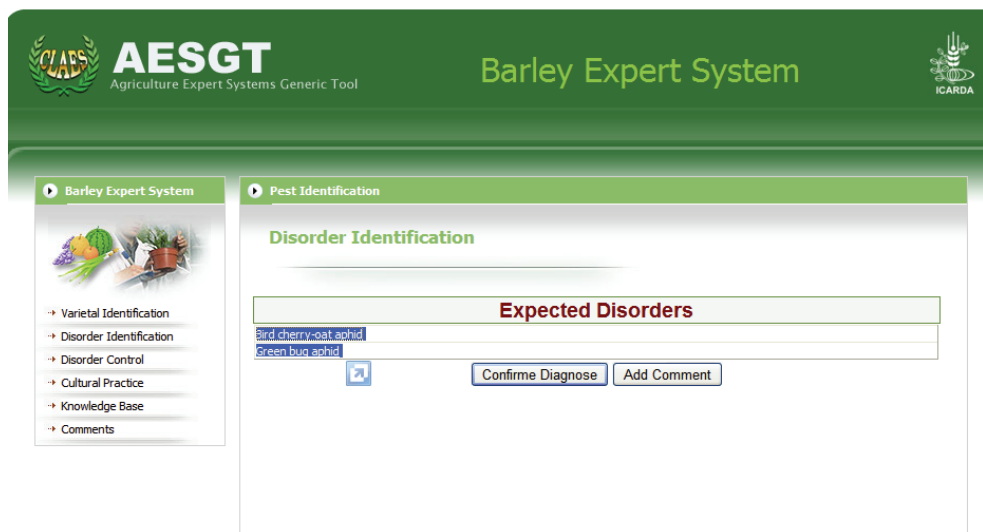 CLAES
AESGT
Agriculture Expert Systems Generic Tool
Barley Expert System
ICARDA
Barley Expert System
Varietal Identification
Disorder Identification
Disorder Control
Cultural Practice
Knowledge Base
Comments
Pest Identification
Disorder Identification
Expected Disorders
Bird cherry-oat aphid
Green bug aphid
Confirme Diagnose
Add Comment